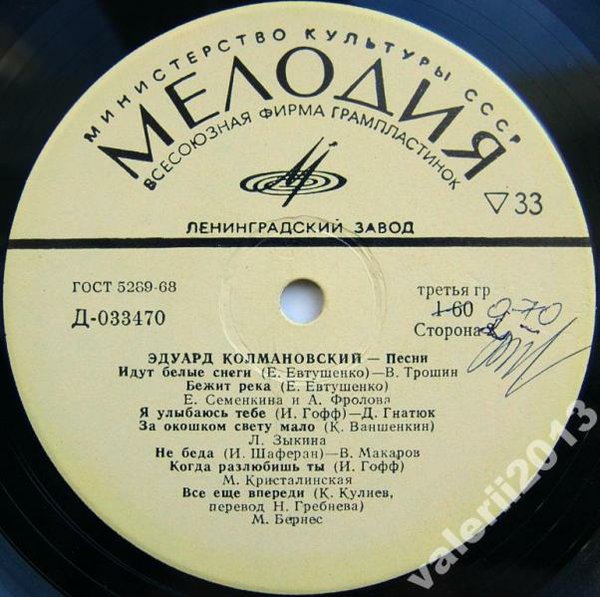 МИНИСТЕРСТВО КУЛЬТУРЫ СССР
МЕЛОДИЯ
ВСЕСОЮЗНАЯ ФИРМА ГРАМПЛАСТИНОК
▽33
ЛЕНИНГРАДСКИЙ ЗАВОД
ГОСТ 5289-68
третья гр
Д-033470
1-60 0-70
Сторона
ЭДУАРД КОЛМАНОВСКИЙ — Песни
Идут белые снеги (Е. Евтушенко)—В. Трошин
Бежит река (Е. Евтушенко)
Е. Семенкина и А. Фролова
Я улыбаюсь тебе (И. Гофф)—Д. Гнатюк
За окошком свету мало (К. Ваншенкин)
Л. Зыкина
Не беда (И. Шаферан)—В. Макаров
Когда разлюбишь ты (И. Гофф)
М. Кристалинская
Все еще впереди (К. Кулиев,
перевод Н. Гребнева)
М. Бернес
valerii2013